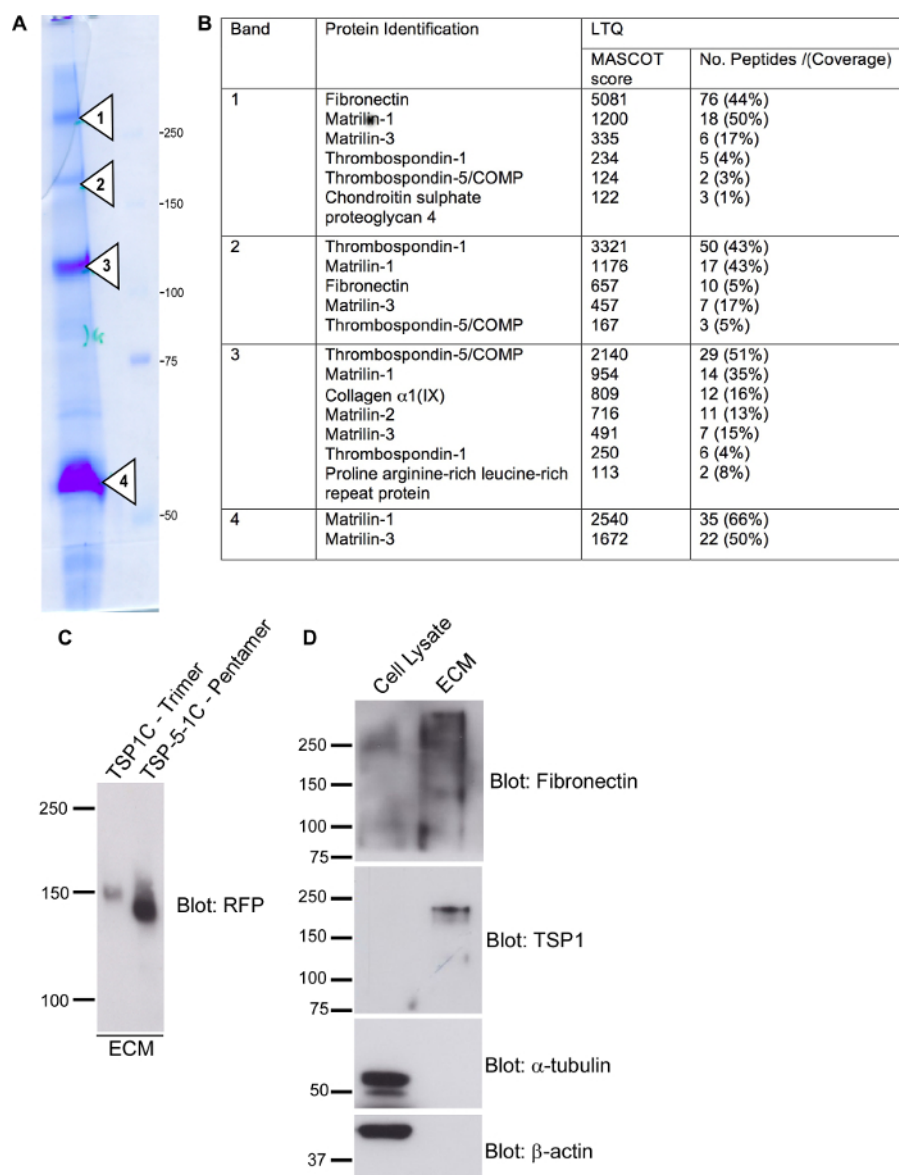 A
1
2
3
4
-250
-150
-100
-75
-50
B
Band
Protein Identification
LTQ
MASCOT score
No. Peptides /(Coverage)
1
Fibronectin 5081 76 (44%)
Matrilin-1 1200 18 (50%)
Matrilin-3 335 6 (17%)
Thrombospondin-1 234 5 (4%)
Thrombospondin-5/COMP 124 2 (3%)
Chondroitin sulphate 122 3 (1%)
proteoglycan 4
2
Thrombospondin-1 3321 50 (43%)
Matrilin-1 1176 17 (43%)
Fibronectin 657 10 (5%)
Matrilin-3 457 7 (17%)
Thrombospondin-5/COMP 167 3 (5%)
3
Thrombospondin-5/COMP 2140 29 (51%)
Matrilin-1 954 14 (35%)
Collagen α1(IX) 809 12 (16%)
Matrilin-2 716 11 (13%)
Matrilin-3 491 7 (15%)
Thrombospondin-1 250 6 (4%)
Proline arginine-rich leucine-rich 113 2 (8%)
repeat protein
4
Matrilin-1 2540 35 (66%)
Matrilin-3 1672 22 (50%)
C
TSP1C - Trimer
TSP-5-1C - Pentamer
250
150
100
Blot: RFP
ECM
D
Cell Lysate
ECM
250
150
100
75
Blot: Fibronectin
250
150
100
75
Blot: TSP1
50
Blot: α-tubulin
37
Blot: β-actin